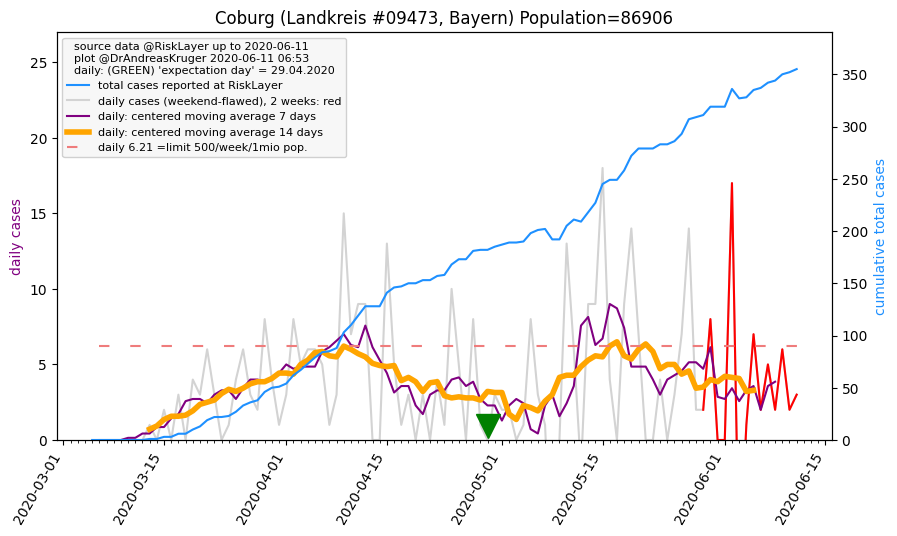 Coburg (Landkreis #09473, Bayern) Population=86906
source data @RiskLayer up to 2020-06-11
plot @DrAndreasKruger 2020-06-11 06:53
daily: (GREEN) 'expectation day' = 29.04.2020
total cases reported at RiskLayer
daily cases (weekend-flawed), 2 weeks: red
daily: centered moving average 7 days
daily: centered moving average 14 days
daily 6.21 =limit 500/week/1mio pop.
daily cases
25
20
15
10
5
0
cumulative total cases
350
300
250
200
150
100
50
0
2020-03-01
2020-03-15
2020-04-01
2020-04-15
2020-05-01
2020-05-15
2020-06-01
2020-06-15